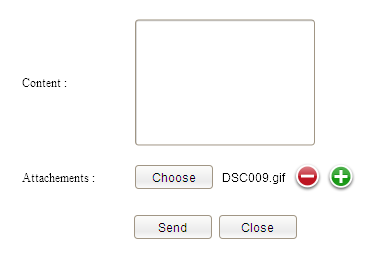 Content :
Attachements : Choose DSC009.gif
Send Close